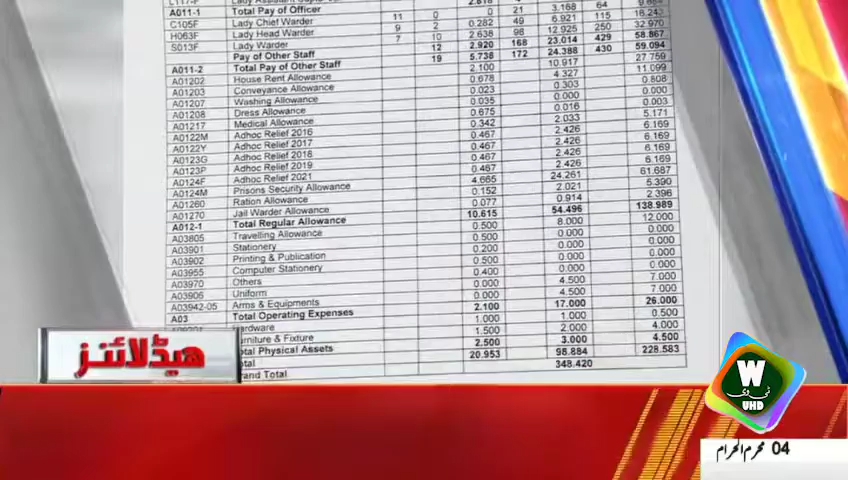 Lady Assistant
A011-1 Total Pay of Officer 0 21 3.168 64
C105F Lady Chief Warder 11 0 0.282 49 6.921 115 16.243
H063F Lady Head Warder 9 2 2.638 98 12.925 250 32.970
S013F Lady Warder 7 10 2.920 168 23.014 429 58.867
Pay of Other Staff 12 5.738 172 24.388 430 59.094
A011-2 Total Pay of Other Staff 19 2.100 10.917 27.759
A01202 House Rent Allowance 0.678 4.327 11.099
A01203 Conveyance Allowance 0.023 0.303 0.808
A01207 Washing Allowance 0.035 0.000 0.000
A01208 Dress Allowance 0.675 0.016 0.003
A01217 Medical Allowance 0.342 2.033 5.171
A0122M Adhoc Relief 2016 0.467 2.426 6.169
A0122Y Adhoc Relief 2017 0.467 2.426 6.169
A0123G Adhoc Relief 2018 0.467 2.426 6.169
A0123P Adhoc Relief 2019 0.467 2.426 6.169
A0124F Adhoc Relief 2021 4.665 24.261 61.687
A0124M Prisons Security Allowance 0.152 2.021 5.390
A01260 Ration Allowance 0.077 0.914 2.396
A01270 Jail Warder Allowance 10.615 54.496 138.989
A012-1 Total Regular Allowance 0.500 8.000 12.000
A03805 Travelling Allowance 0.500 0.000 0.000
A03901 Stationery 0.200 0.000 0.000
A03902 Printing & Publication 0.500 0.000 0.000
A03955 Computer Stationery 0.400 0.000 0.000
A03970 Others 0.000 4.500 7.000
A03906 Uniform 0.000 4.500 7.000
A03942-05 Arms & Equipments 2.100 17.000 26.000
A03 Total Operating Expenses 1.000 1.000 0.500
Hardware 1.500 2.000 4.000
urniture & Fixture 2.500 3.000 4.500
otal Physical Assets 20.953 98.884 228.583
otal 348.420
rand Total
ھیڈلائنز
W
ٹی وی
UHD
04 محرم الحرام